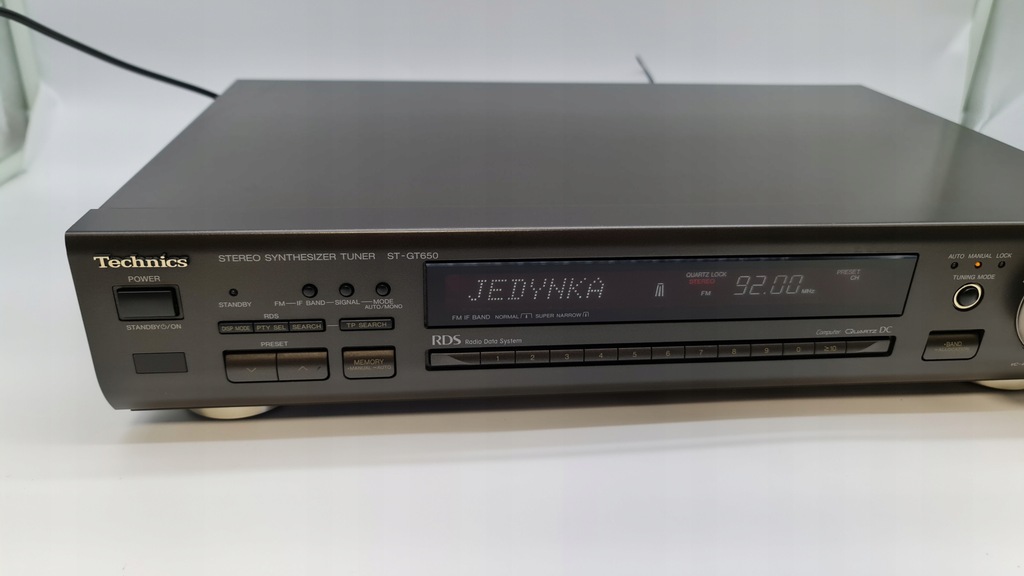 Technics
STEREO SYNTHESIZER TUNER ST-GT650
POWER
STANDBY⏻/ON
STANDBY
FM IF BAND SIGNAL MODE
AUTO/MONO
RDS
DISP MODE PTY SEL SEARCH TP SEARCH
PRESET
MEMORY
MANUAL AUTO
JEDYNKA
QUARTZ LOCK
STEREO
FM
92.00 MHz
PRESET
CH
FM IF BAND NORMAL SUPER NARROW
RDS Radio Data System
Computer QUARTZ DC
1 2 3 4 5 6 7 8 9 0 ≥10
AUTO MANUAL LOCK
TUNING MODE
-BAND